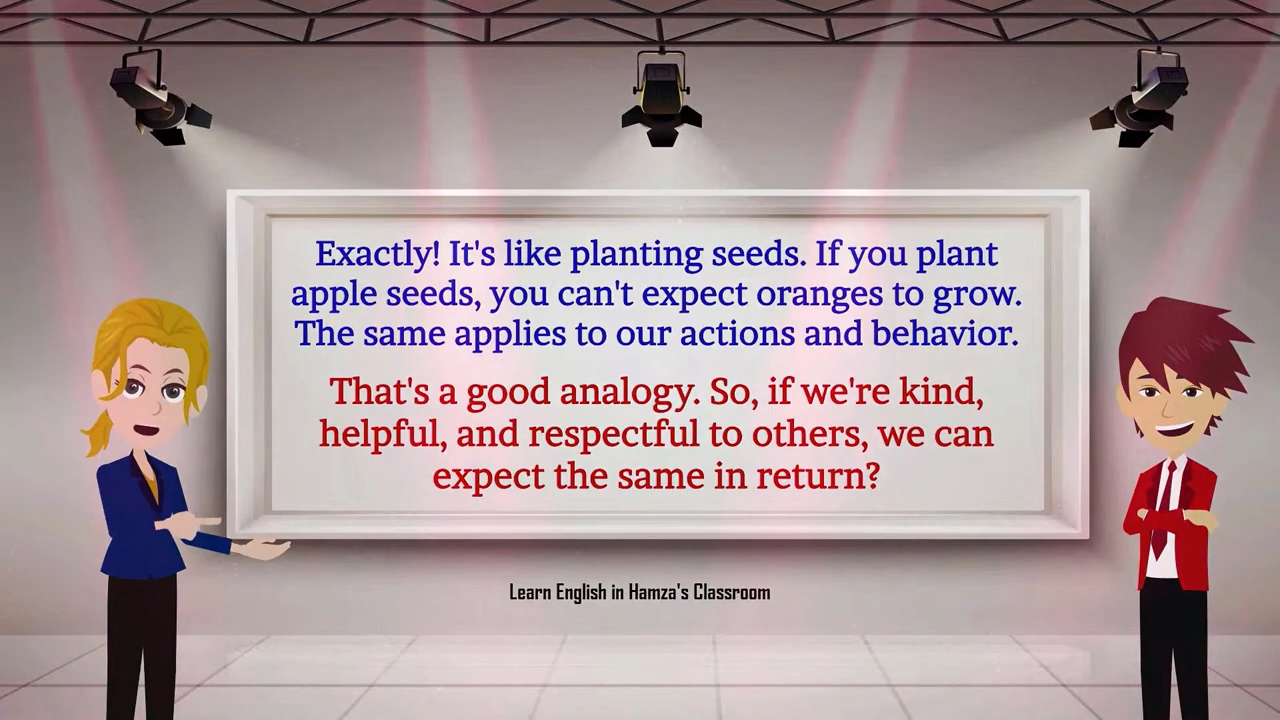 Exactly! It's like planting seeds. If you plant
apple seeds, you can't expect oranges to grow.
The same applies to our actions and behavior.
That's a good analogy. So, if we're kind,
helpful, and respectful to others, we can
expect the same in return?
Learn English in Hamza's Classroom